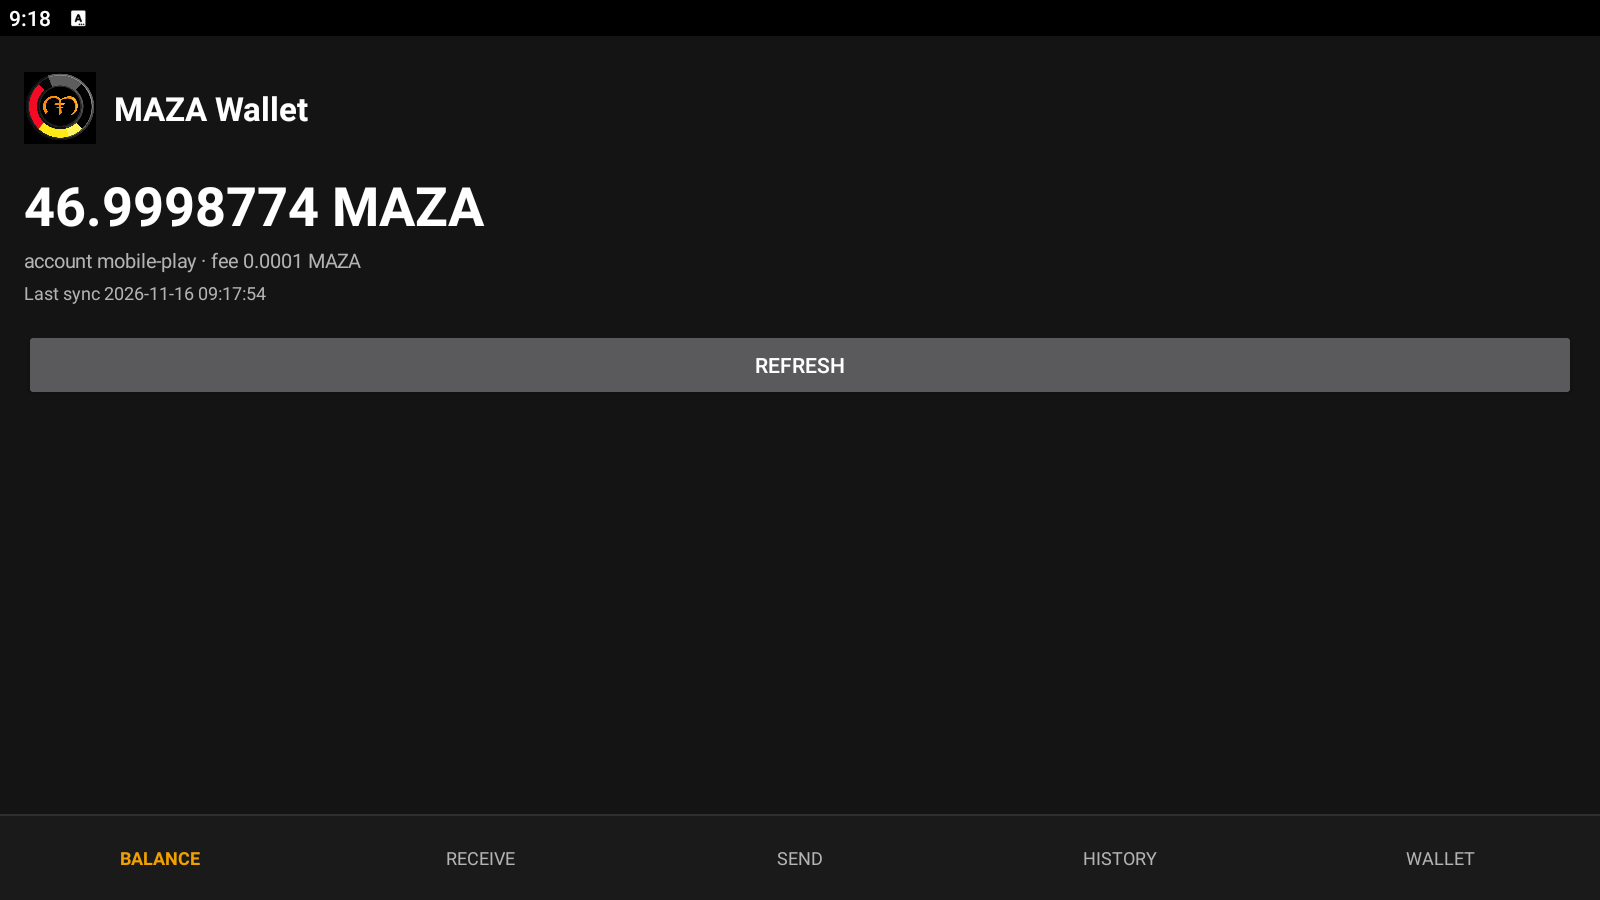 9:18
MAZA Wallet
46.9998774 MAZA
account mobile-play · fee 0.0001 MAZA
Last sync 2026-11-16 09:17:54
REFRESH
BALANCE
RECEIVE
SEND
HISTORY
WALLET